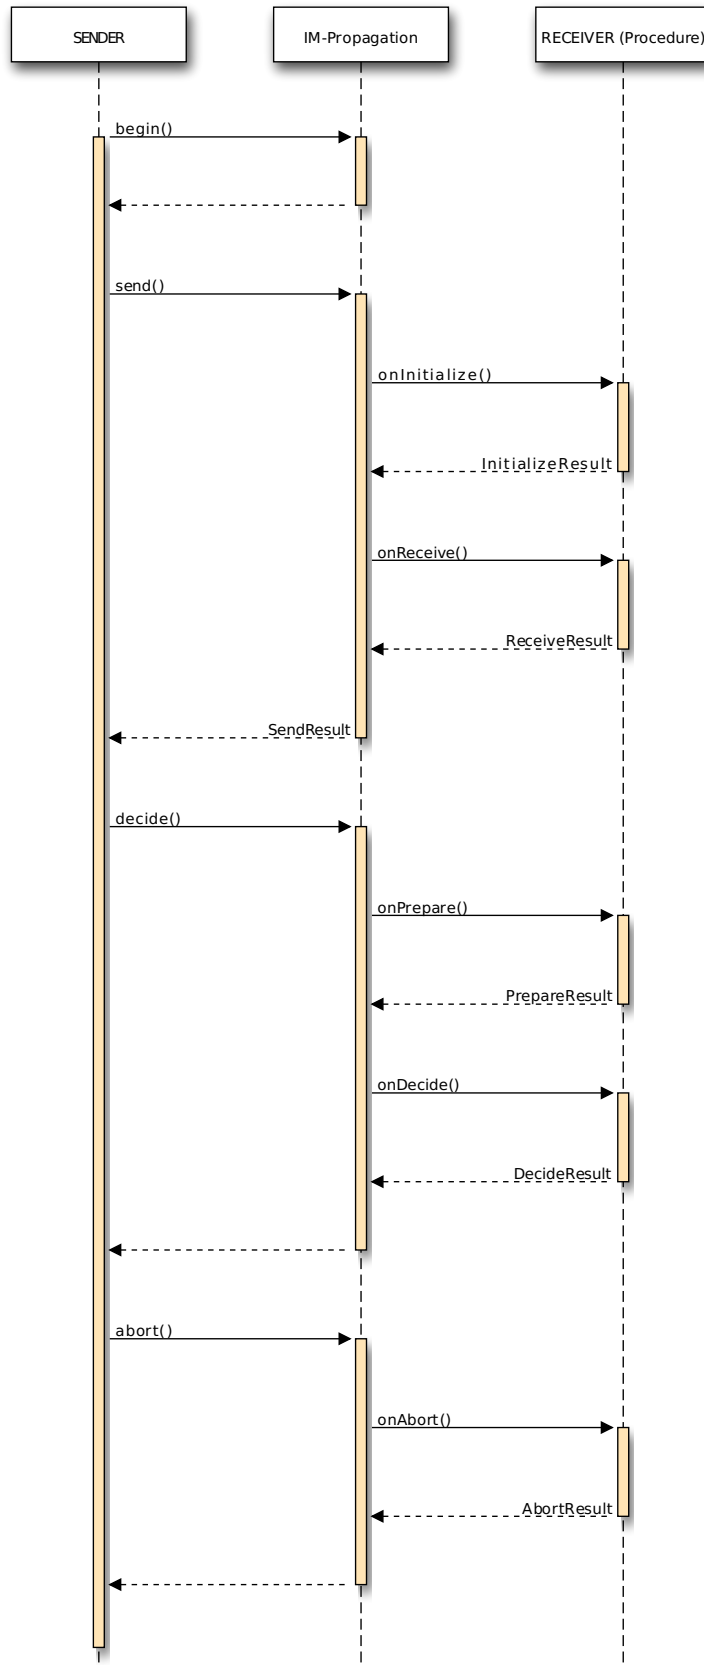 SENDER
IM-Propagation
RECEIVER (Procedure)
begin()
send()
onInitialize()
InitializeResult
onReceive()
ReceiveResult
SendResult
decide()
onPrepare()
PrepareResult
onDecide()
DecideResult
abort()
onAbort()
AbortResult